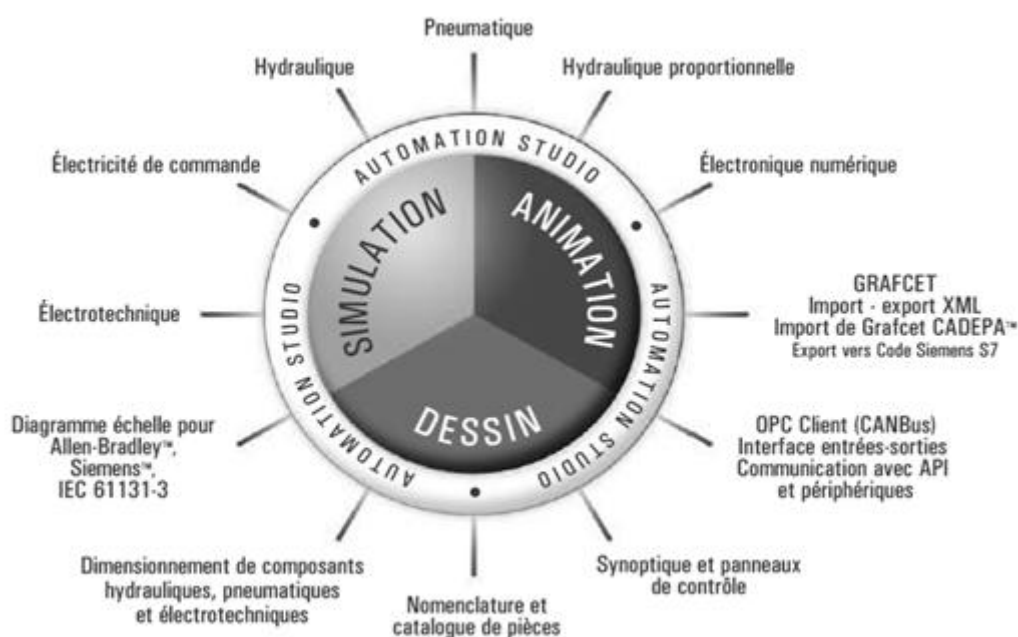 Pneumatique
Hydraulique
Hydraulique proportionnelle
Électricité de commande
Électronique numérique
Électrotechnique
GRAFCET
Import - export XML
Import de Grafcet CADEPA™
Export vers Code Siemens S7
Diagramme échelle pour
Allen-Bradley™,
Siemens™,
IEC 61131-3
OPC Client (CANBus)
Interface entrées-sorties
Communication avec API
et périphériques
Dimensionnement de composants
hydrauliques, pneumatiques
et électrotechniques
Nomenclature et
catalogue de pièces
Synoptique et panneaux
de contrôle
AUTOMATION STUDIO
AUTOMATION STUDIO
AUTOMATION STUDIO
SIMULATION
ANIMATION
DESSIN